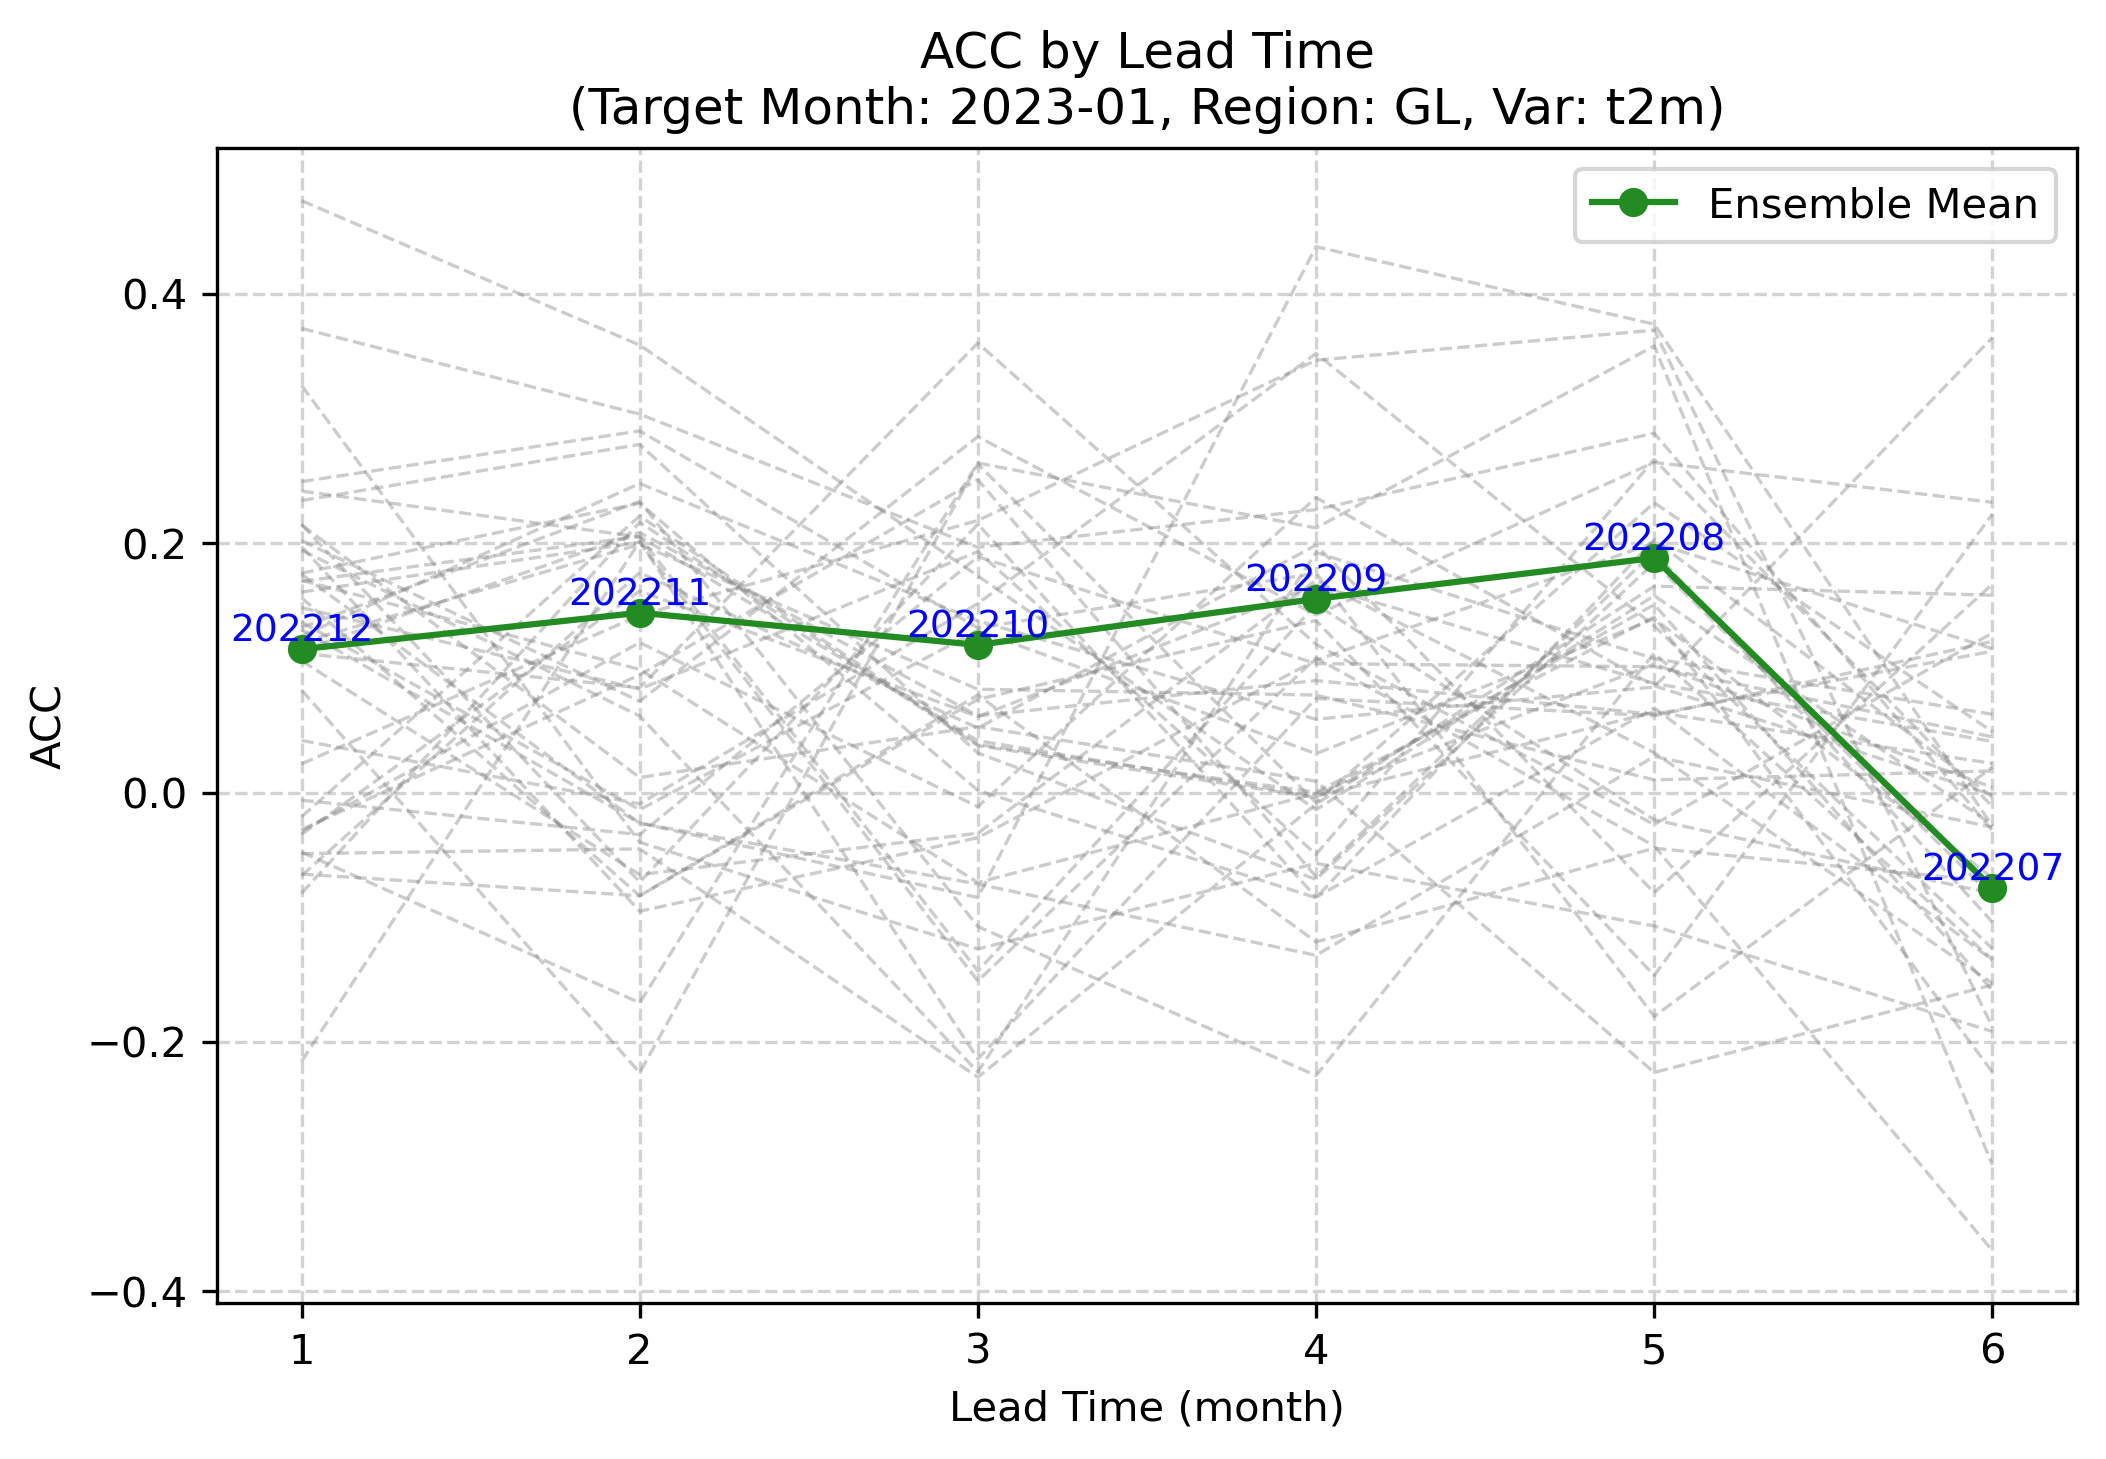 ACC by Lead Time
(Target Month: 2023-01, Region: GL, Var: t2m)
Ensemble Mean
ACC
0.4
0.2
0.0
−0.2
−0.4
202212
202211
202210
202209
202208
202207
1 2 3 4 5 6
Lead Time (month)